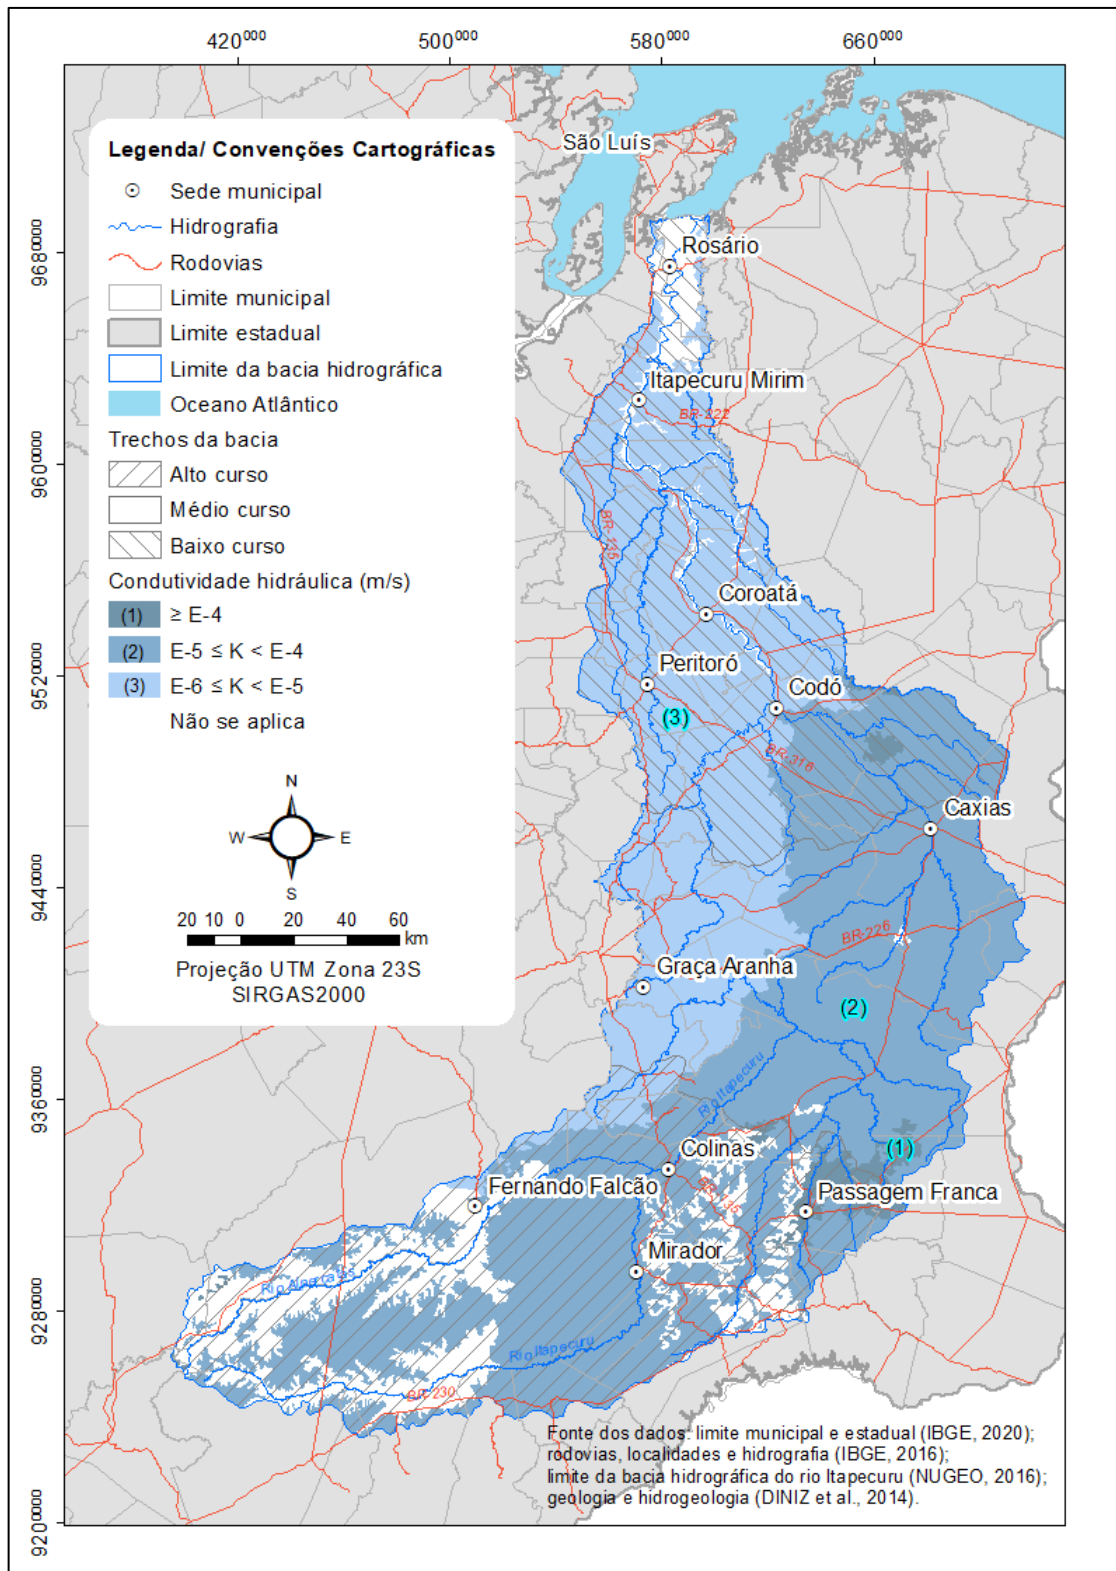 420000
500000
580000
660000
9680000
9600000
9520000
9440000
9360000
9280000
9200000
Legenda/ Convenções Cartográficas
Sede municipal
Hidrografia
Rodovias
Limite municipal
Limite estadual
Limite da bacia hidrográfica
Oceano Atlântico
Trechos da bacia
Alto curso
Médio curso
Baixo curso
Condutividade hidráulica (m/s)
(1) ≥ E-4
(2) E-5 ≤ K < E-4
(3) E-6 ≤ K < E-5
Não se aplica
N
W E
S
20 10 0 20 40 60
km
Projeção UTM Zona 23S
SIRGAS2000
São Luís
Rosário
Itapecuru Mirim
BR-222
BR-135
Coroatá
Peritoró
Codó
(3)
BR-316
Caxias
BR-226
Graça Aranha
(2)
Rio Itapecuru
(1)
Colinas
Fernando Falcão
BR-135
Passagem Franca
Mirador
Rio Alpercatas
Rio Itapecuru
BR-230
Fonte dos dados: limite municipal e estadual (IBGE, 2020);
rodovias, localidades e hidrografia (IBGE, 2016);
limite da bacia hidrográfica do rio Itapecuru (NUGEO, 2016);
geologia e hidrogeologia (DINIZ et al., 2014).